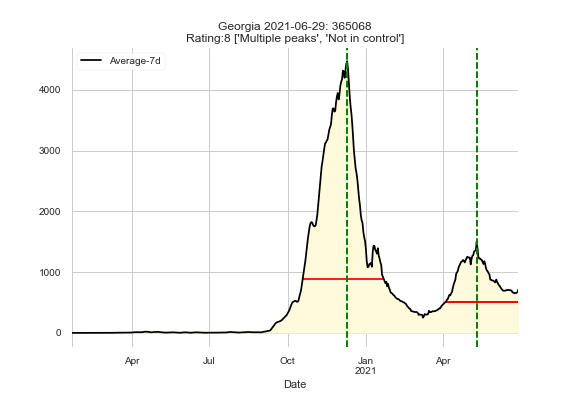 Georgia 2021-06-29: 365068
Rating:8 ['Multiple peaks', 'Not in control']
Average-7d
4000
3000
2000
1000
0
Apr
Jul
Oct
Jan
2021
Apr
Date